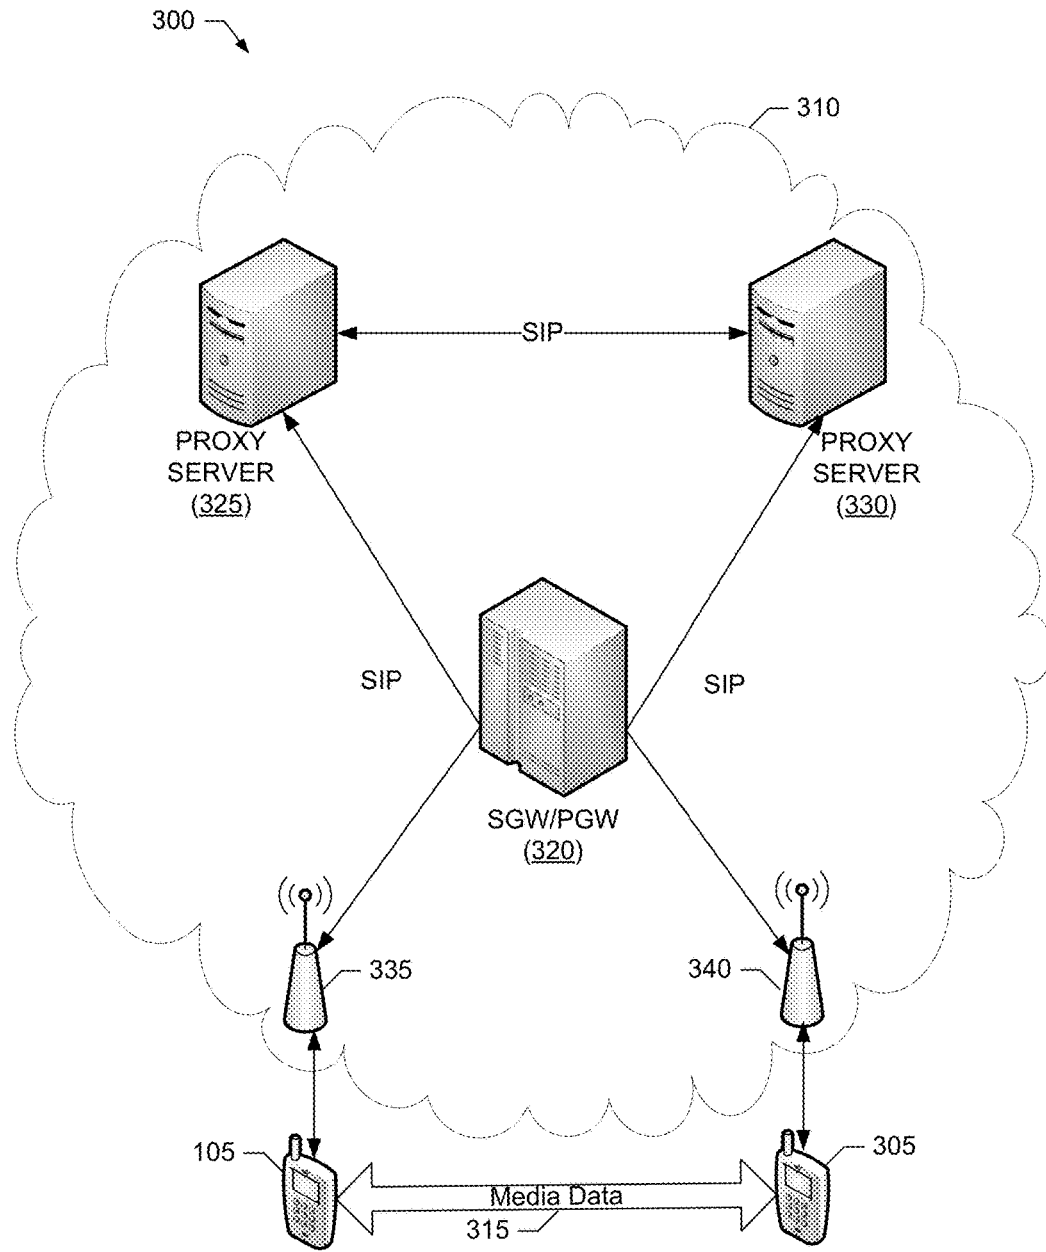 300
310
SIP
PROXY
SERVER
(325)
PROXY
SERVER
(330)
SIP
SIP
SGW/PGW
(320)
335
340
105
305
Media Data
315